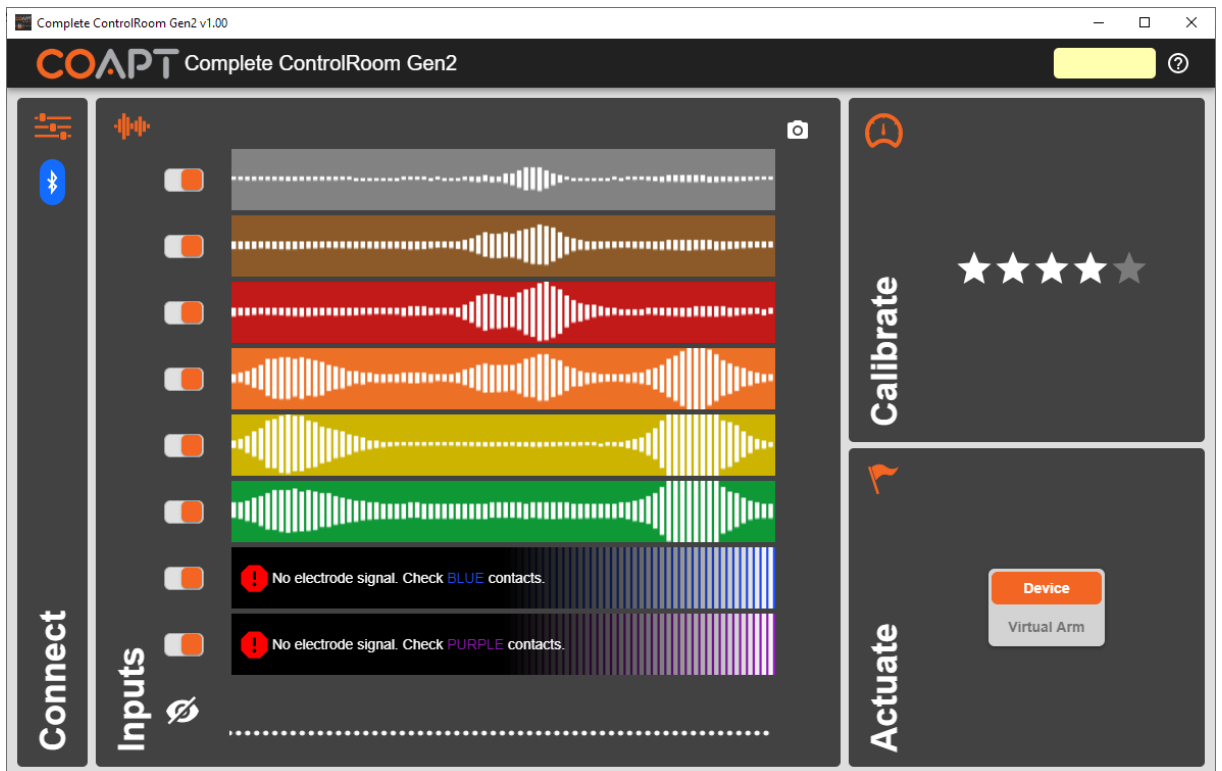 Complete ControlRoom Gen2 v1.00
COAPT Complete ControlRoom Gen2
Connect
Inputs
No electrode signal. Check BLUE contacts.
No electrode signal. Check PURPLE contacts.
Calibrate
Actuate
Device
Virtual Arm